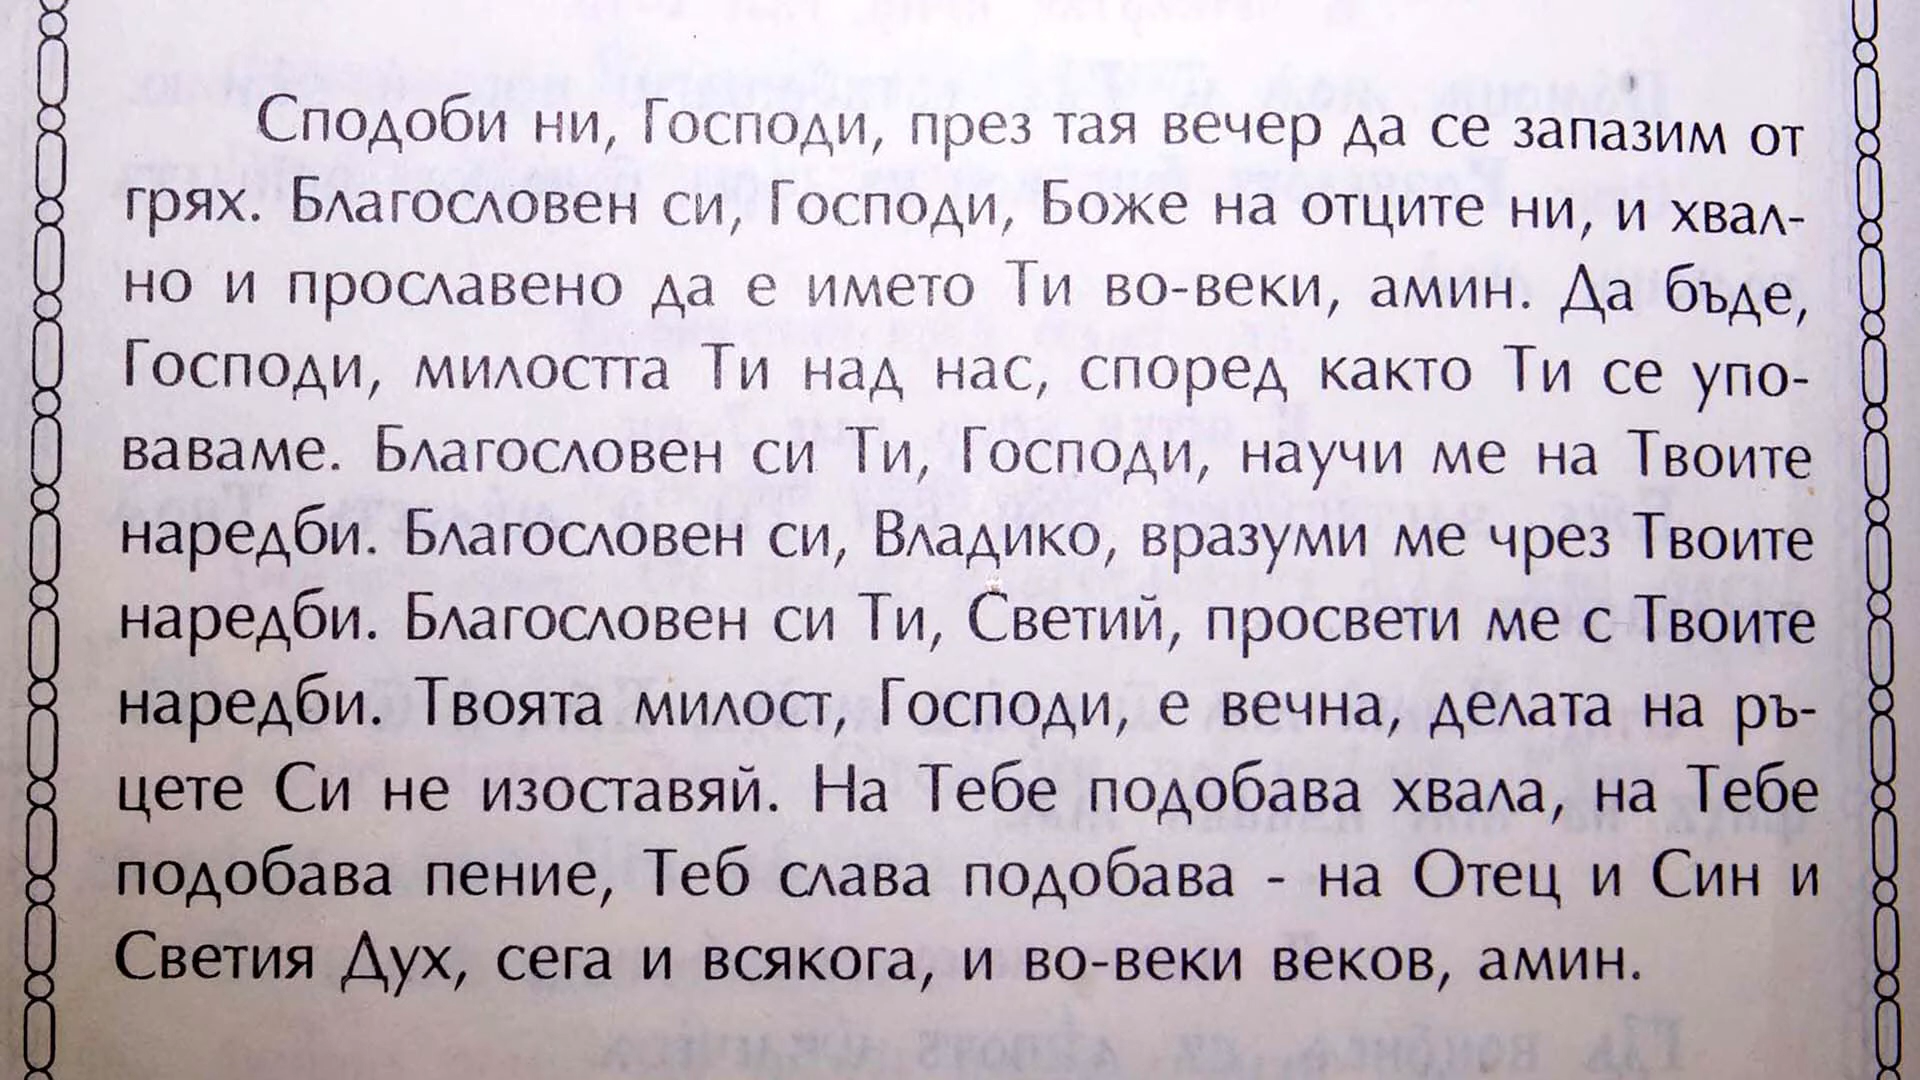 Сподоби ни, Господи, през тая вечер да се запазим от
грях. Благословен си, Господи, Боже на отците ни, и хвал-
но и прославено да е името Ти во-веки, амин. Да бъде,
Господи, милостта Ти над нас, според както Ти се упо-
ваваме. Благословен си Ти, Господи, научи ме на Твоите
наредби. Благословен си, Владико, вразуми ме чрез Твоите
наредби. Благословен си Ти, Светий, просвети ме с Твоите
наредби. Твоята милост, Господи, е вечна, делата на ръ-
цете Си не изоставяй. На Тебе подобава хвала, на Тебе
подобава пение, Теб слава подобава - на Отец и Син и
Светия Дух, сега и всякога, и во-веки веков, амин.